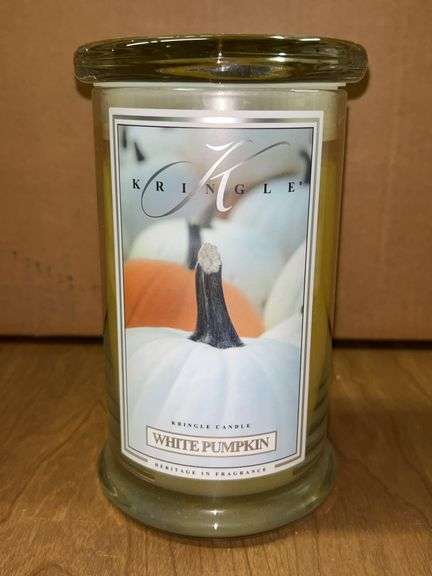 K
KRINGLE®
KRINGLE CANDLE
WHITE PUMPKIN
HERITAGE IN FRAGRANCE